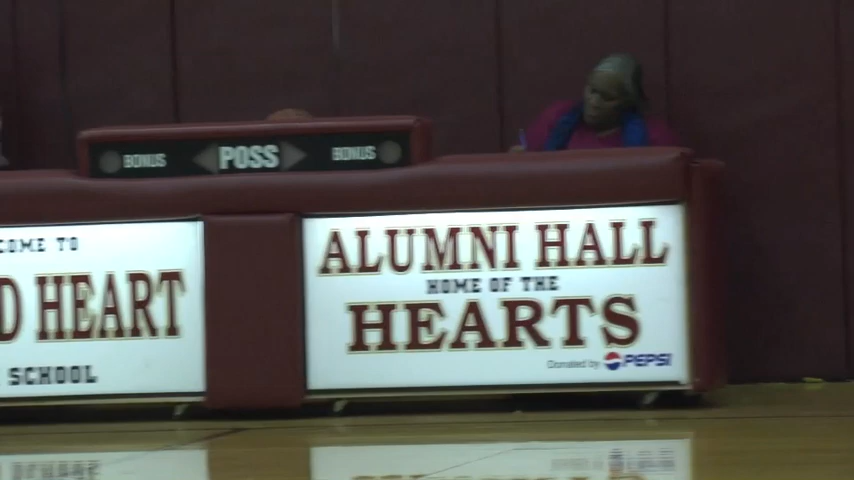 BONUS POSS BONUS
COME TO
D HEART
SCHOOL
ALUMNI HALL
HOME OF THE
HEARTS
Donated by PEPSI